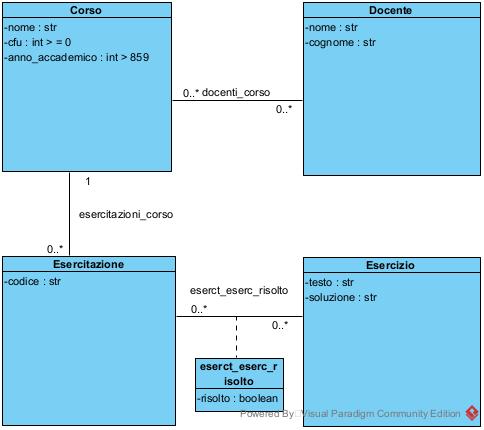 Corso
-nome : str
-cfu : int > = 0
-anno_accademico : int > 859
Docente
-nome : str
-cognome : str
0..* docenti_corso
0..*
1
esercitazioni_corso
0..*
Esercitazione
-codice : str
Esercizio
-testo : str
-soluzione : str
eserct_eserc_risolto
0..*
0..*
eserct_eserc_r
isolto
-risolto : boolean
Powered By Visual Paradigm Community Edition